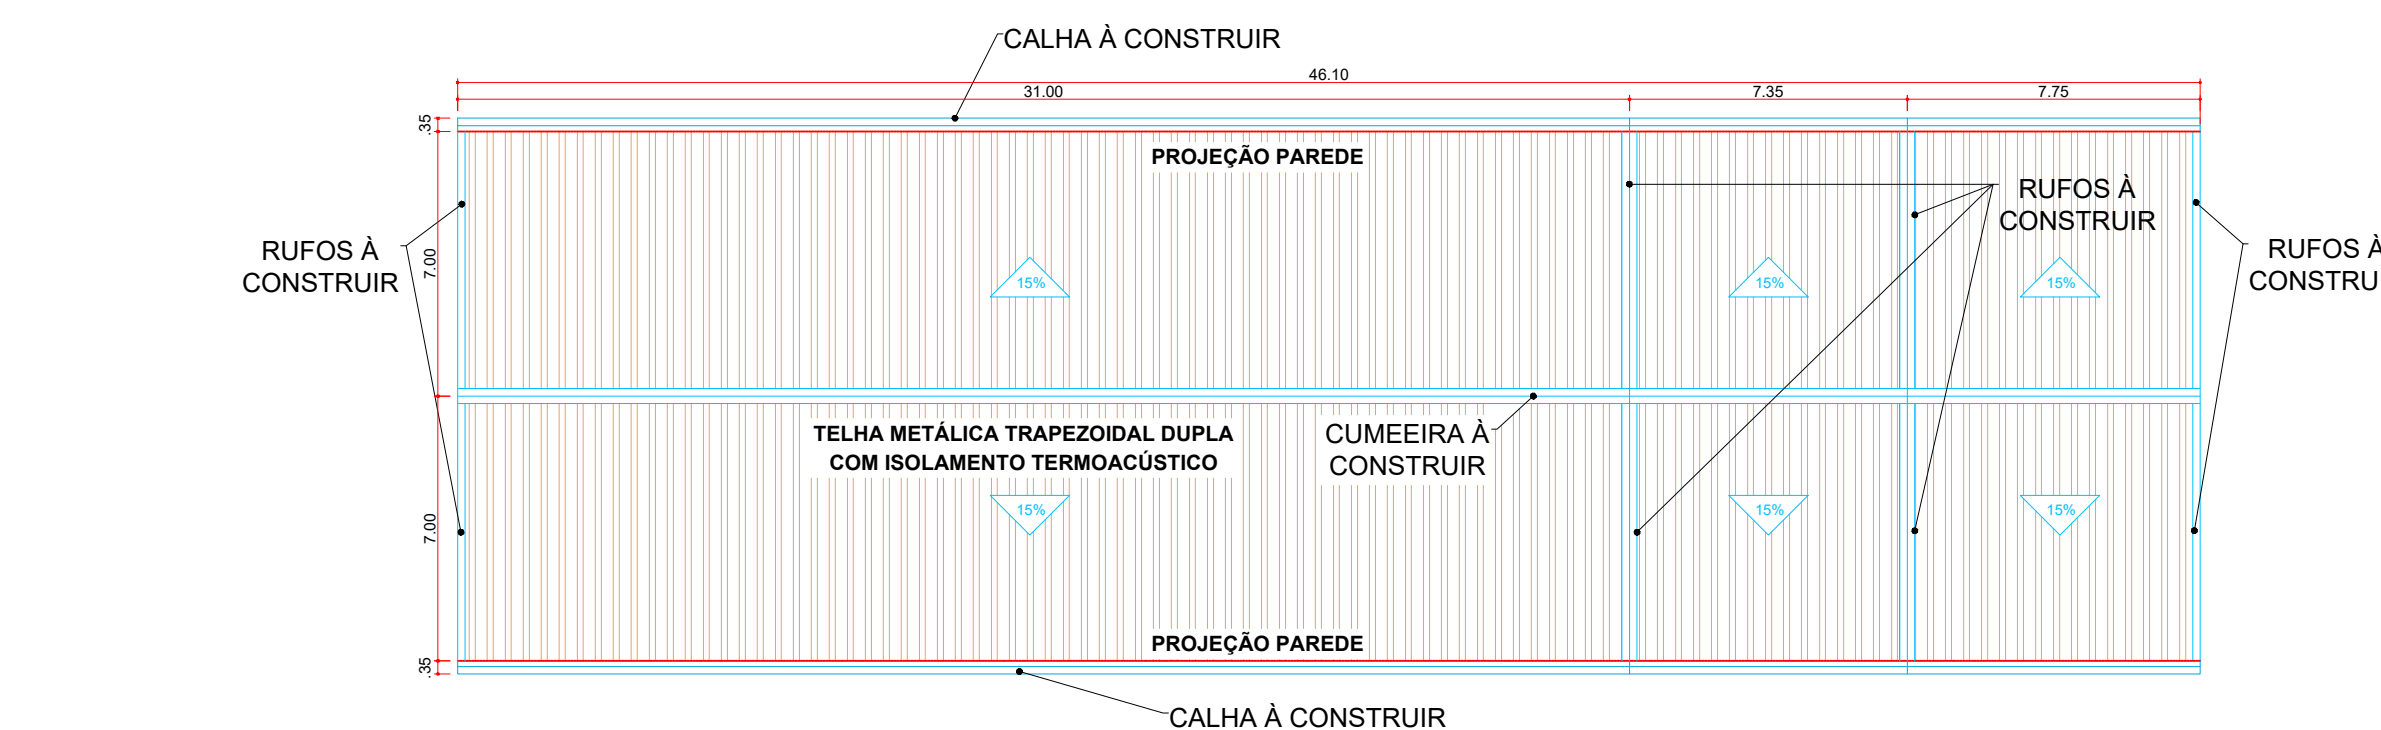 CALHA À CONSTRUIR
46.10
31.00
7.35
7.75
.35
PROJEÇÃO PAREDE
RUFOS À
CONSTRUIR
RUFOS À
CONSTRUIR
7.00
RUFOS À
CONSTRU
15%
15%
15%
TELHA METÁLICA TRAPEZOIDAL DUPLA
COM ISOLAMENTO TERMOACÚSTICO
CUMEEIRA À
CONSTRUIR
7.00
15%
15%
15%
PROJEÇÃO PAREDE
.35
CALHA À CONSTRUIR